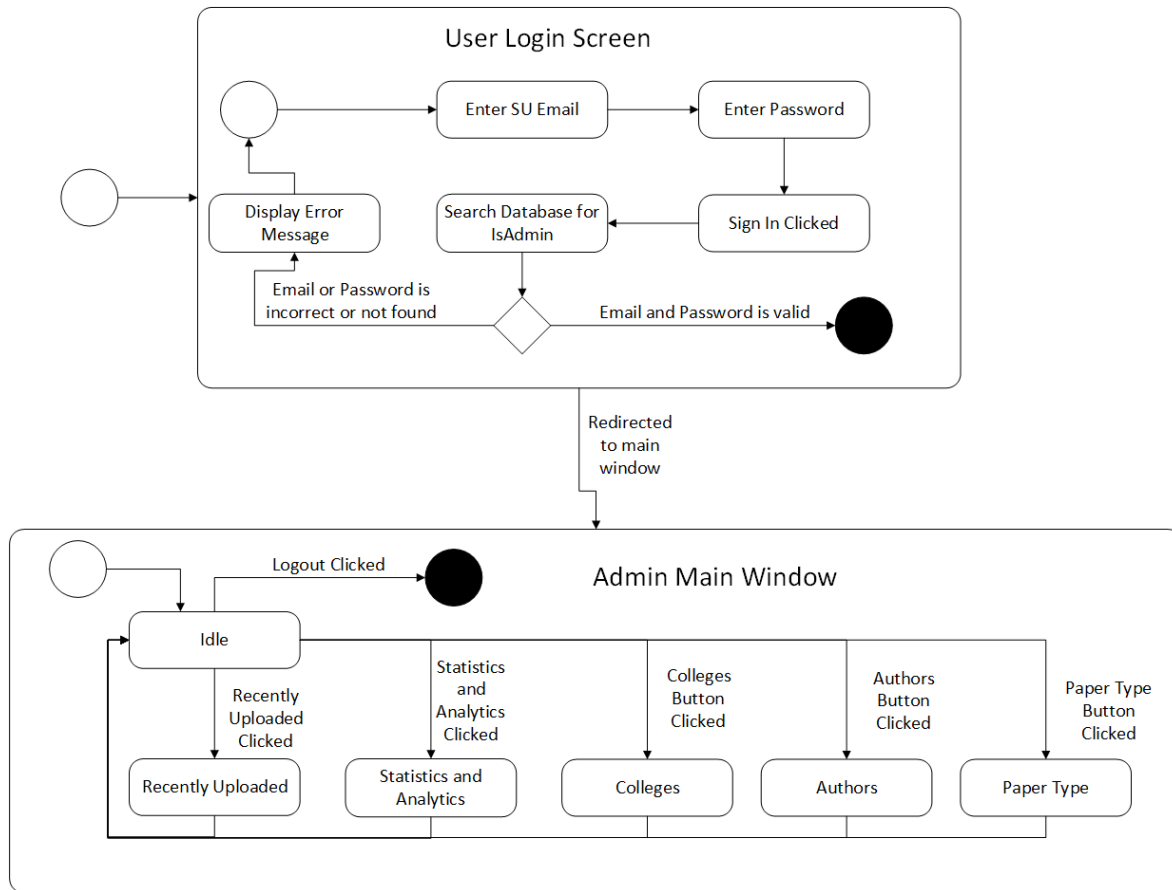 User Login Screen
Enter SU Email
Enter Password
Display Error
Message
Search Database for
IsAdmin
Sign In Clicked
Email or Password is
incorrect or not found
Email and Password is valid
Redirected
to main
window
Logout Clicked
Admin Main Window
Idle
Recently
Uploaded
Clicked
Statistics
and
Analytics
Clicked
Colleges
Button
Clicked
Authors
Button
Clicked
Paper Type
Button
Clicked
Recently Uploaded
Statistics and
Analytics
Colleges
Authors
Paper Type